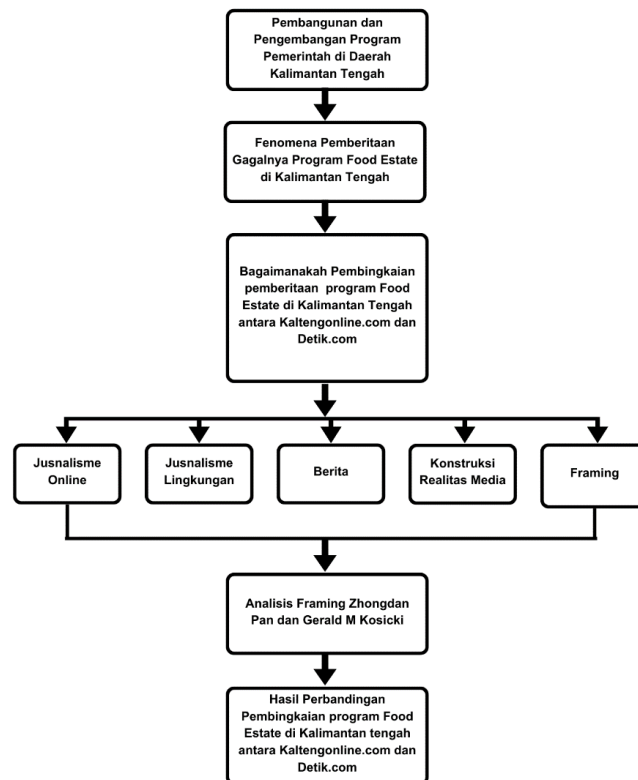 Pembangunan dan
Pengembangan Program
Pemerintah di Daerah
Kalimantan Tengah
Fenomena Pemberitaan
Gagalnya Program Food Estate
di Kalimantan Tengah
Bagaimanakah Pembingkaian
pemberitaan program Food
Estate di Kalimantan Tengah
antara Kaltengonline.com dan
Detik.com
Jusnalisme
Online
Jusnalisme
Lingkungan
Berita
Konstruksi
Realitas Media
Framing
Analisis Framing Zhongdan
Pan dan Gerald M Kosicki
Hasil Perbandingan
Pembingkaian program Food
Estate di Kalimantan tengah
antara Kaltengonline.com dan
Detik.com